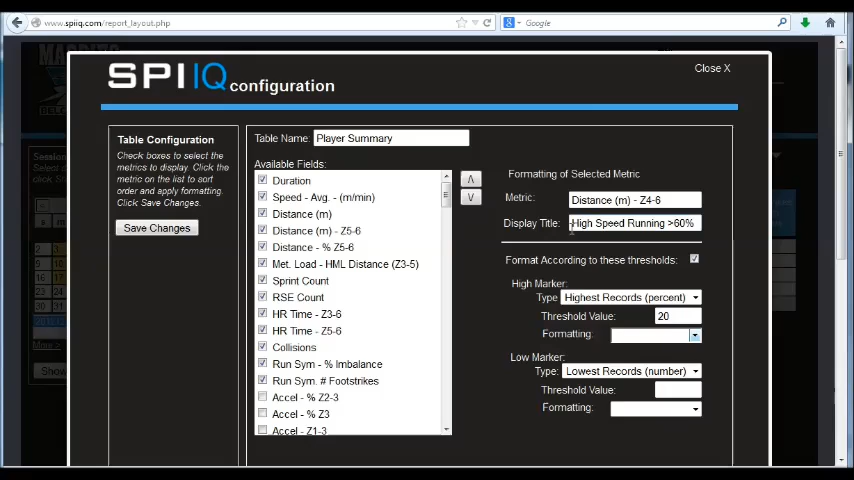 www.spiiq.com/report_layout.php
Google
SPI IQ configuration
Close X
Table Configuration
Check boxes to select the
metrics to display. Click the
metric on the list to sort
order and apply formatting.
Click Save Changes.
Save Changes
Table Name: Player Summary
Available Fields:
Duration
Speed - Avg. - (m/min)
Distance (m)
Distance (m) - Z5-6
Distance - % Z5-6
Met. Load - HML Distance (Z3-5)
Sprint Count
RSE Count
HR Time - Z3-6
HR Time - Z5-6
Collisions
Run Sym - % Imbalance
Run Sym. # Footstrikes
Accel - % Z2-3
Accel - % Z3
Accel - Z1-3
/\
V
Formatting of Selected Metric
Metric: Distance (m) - Z4-6
Display Title: High Speed Running >60%
Format According to these thresholds:
High Marker:
Type Highest Records (percent)
Threshold Value: 20
Formatting:
Low Marker:
Type: Lowest Records (number)
Threshold Value:
Formatting: